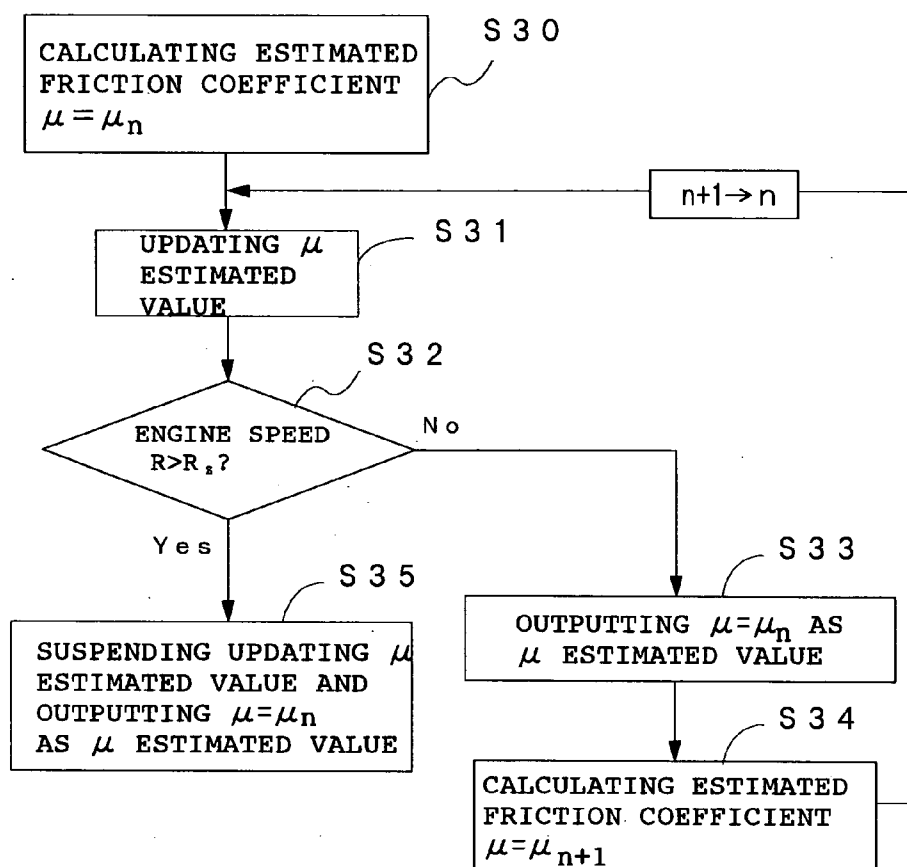 S30
CALCULATING ESTIMATED
FRICTION COEFFICIENT
μ=μn
n+1→n
S31
UPDATING μ
ESTIMATED
VALUE
S32
ENGINE SPEED
R>Rs?
No
Yes
S33
OUTPUTTING μ=μn AS
μ ESTIMATED VALUE
S35
SUSPENDING UPDATING μ
ESTIMATED VALUE AND
OUTPUTTING μ=μn
AS μ ESTIMATED VALUE
S34
CALCULATING ESTIMATED
FRICTION COEFFICIENT
μ=μn+1